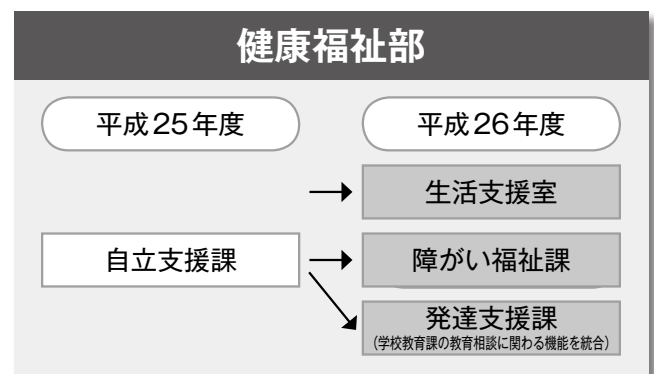 健康福祉部
平成25年度
平成26年度
生活支援室
自立支援課
障がい福祉課
発達支援課
(学校教育課の教育相談に関わる機能を統合)